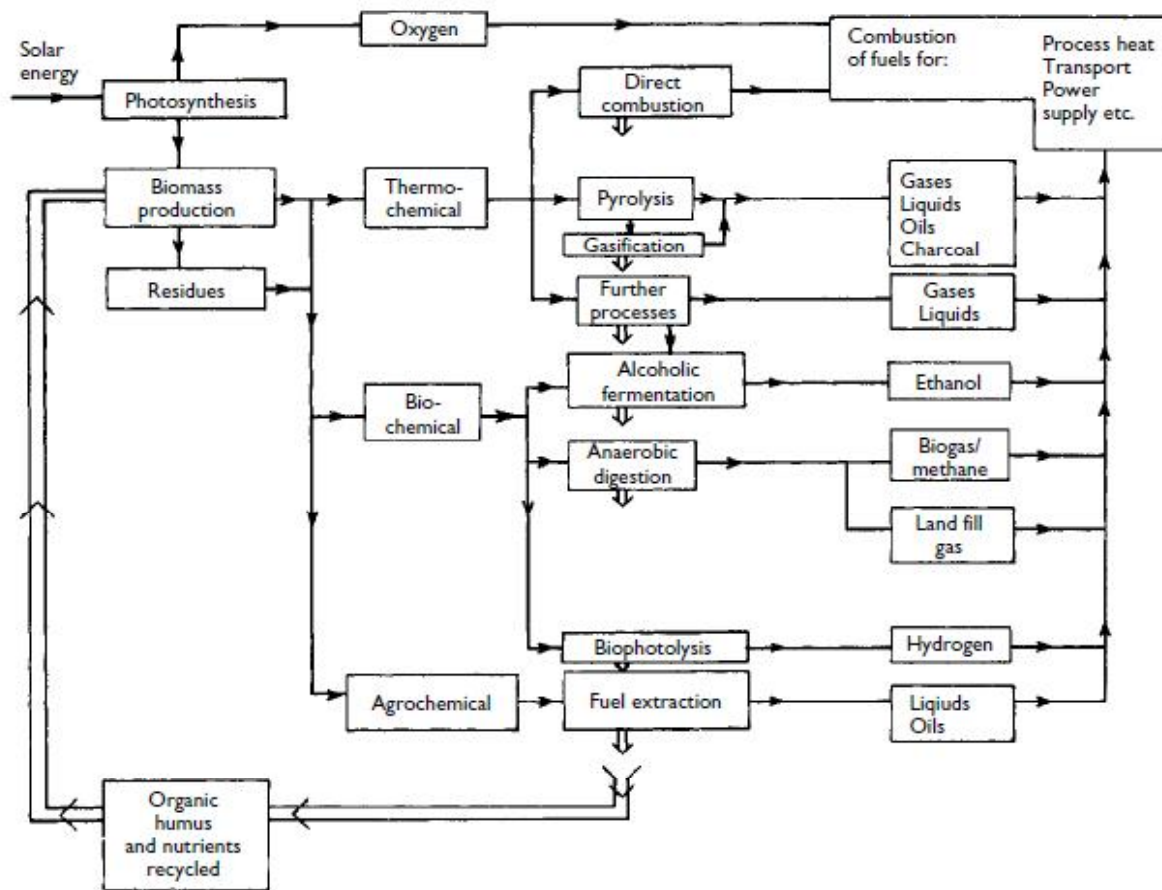 Oxygen
Solar
energy
Combustion
of fuels for:
Process heat
Transport
Power
supply etc.
Photosynthesis
Direct
combustion
Biomass
production
Thermo-
chemical
Pyrolysis
Gases
Liquids
Oils
Charcoal
Gasification
Residues
Further
processes
Gases
Liquids
Bio-
chemical
Alcoholic
fermentation
Ethanol
Anaerobic
digestion
Biogas/
methane
Land fill
gas
Biophotolysis
Hydrogen
Agrochemical
Fuel extraction
Liqiuds
Oils
Organic
humus
and nutrients
recycled